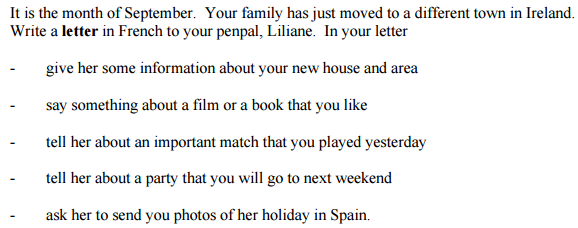 It is the month of September. Your family has just moved to a different town in Ireland.
Write a letter in French to your penpal, Liliane. In your letter
- give her some information about your new house and area
- say something about a film or a book that you like
- tell her about an important match that you played yesterday
- tell her about a party that you will go to next weekend
- ask her to send you photos of her holiday in Spain.